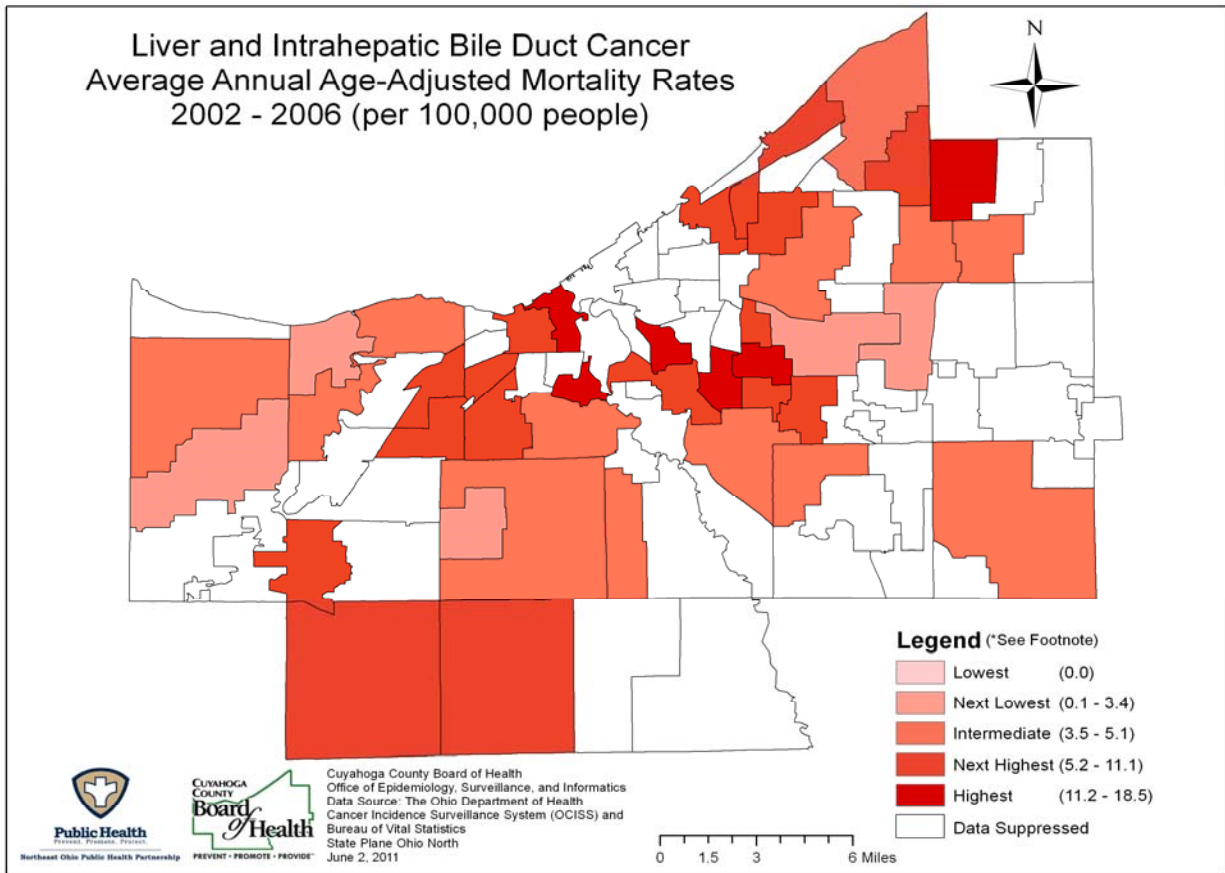 Liver and Intrahepatic Bile Duct Cancer
Average Annual Age-Adjusted Mortality Rates
2002 - 2006 (per 100,000 people)
N
Legend (*See Footnote)
Lowest (0.0)
Next Lowest (0.1 - 3.4)
Intermediate (3.5 - 5.1)
Next Highest (5.2 - 11.1)
Highest (11.2 - 18.5)
Data Suppressed
Public Health
Prevent. Promote. Protect.
Northeast Ohio Public Health Partnership
CUYAHOGA
COUNTY
Board
of Health
PREVENT • PROMOTE • PROVIDE
Cuyahoga County Board of Health
Office of Epidemiology, Surveillance, and Informatics
Data Source: The Ohio Department of Health
Cancer Incidence Surveillance System (OCISS) and
Bureau of Vital Statistics
State Plane Ohio North
June 2, 2011
0 1.5 3 6 Miles